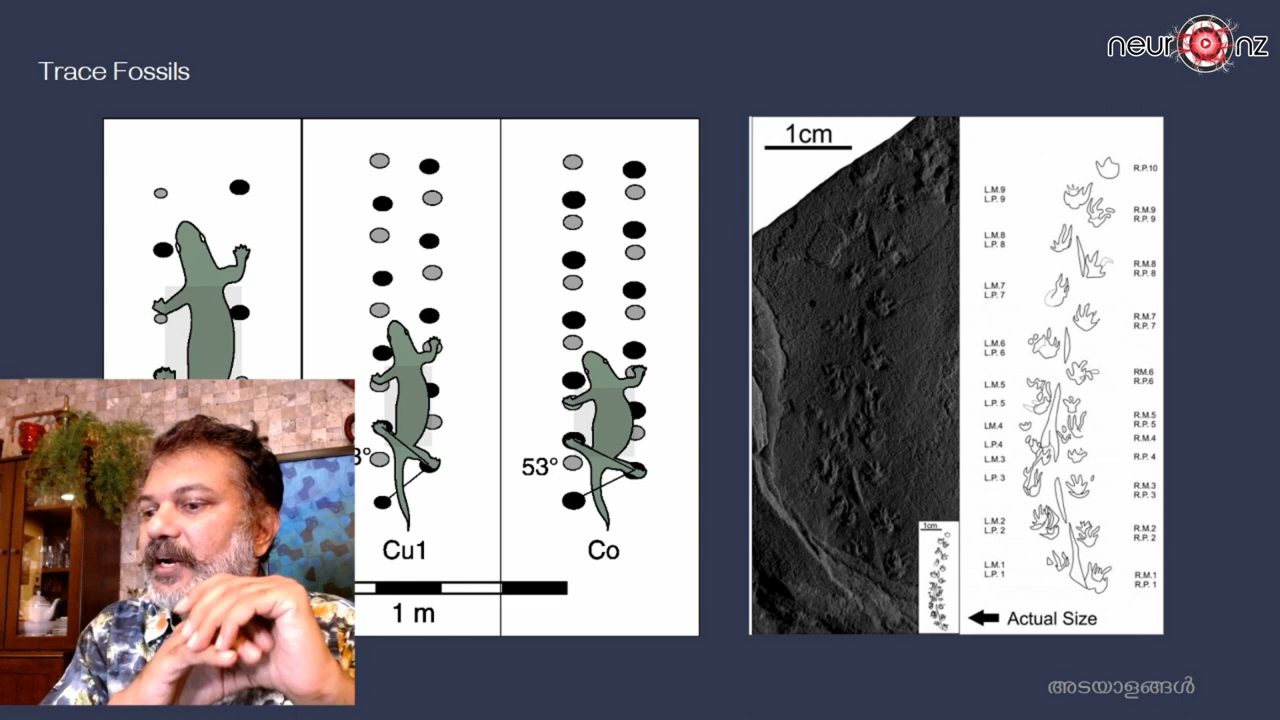 neuronz
Trace Fossils
1cm
R.P.10
L.M.9
L.P. 9
R.M.9
R.P. 9
L.M.8
L.P. 8
R.M.8
R.P. 8
L.M.7
L.P. 7
R.M.7
R.P. 7
L.M.6
L.P. 6
RM.6
R.P.6
L.M.5
L.P. 5
R.M.5
R.P. 5
LM.4
R.M.4
L.P.4
L.M.3
R.P. 4
L.P. 3
R.M.3
R.P. 3
L.M.2
L.P. 2
R.M.2
R.P. 2
L.M.1
L.P. 1
R.M.1
R.P. 1
1cm
Actual Size
53°
Cu1
Co
1 m
അടയാളങ്ങൾ